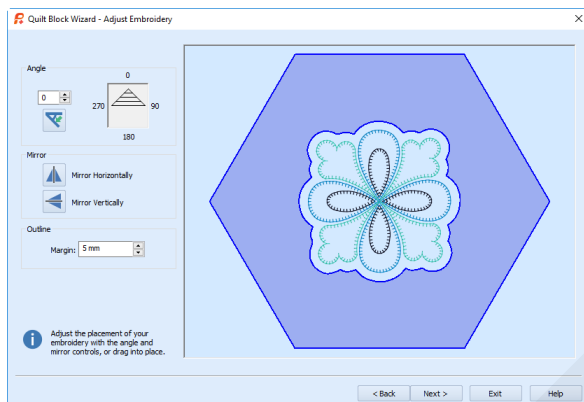 Quilt Block Wizard - Adjust Embroidery
Angle
0
0
270
90
180
Mirror
Mirror Horizontally
Mirror Vertically
Outline
Margin: 5 mm
Adjust the placement of your
embroidery with the angle and
mirror controls, or drag into place.
< Back Next > Exit Help